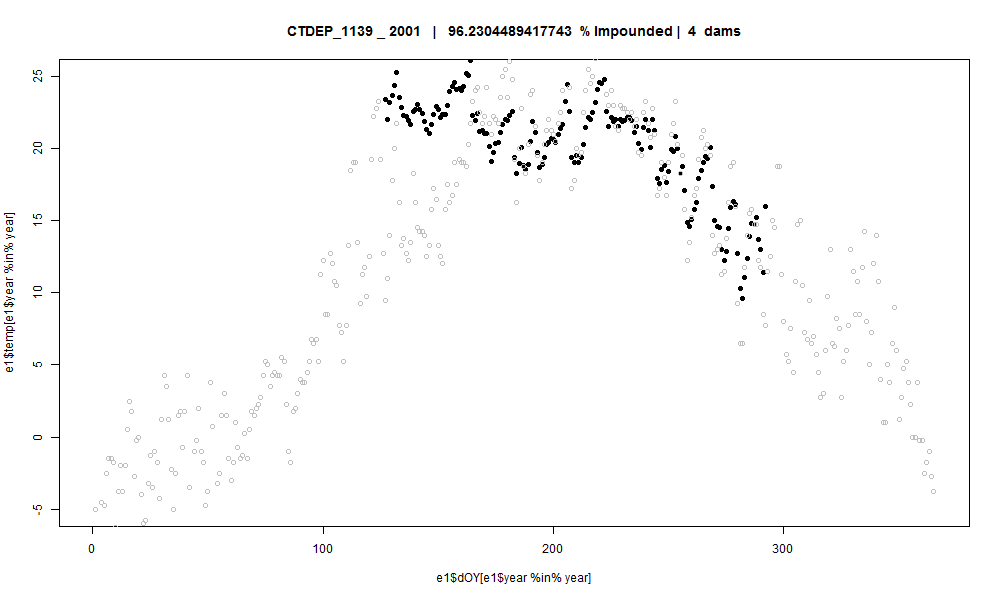 CTDEP_1139 _ 2001 | 96.2304489417743 % Impounded | 4 dams
e1$temp[e1$year %in% year]
25
20
15
10
5
0
-5
0 100 200 300
e1$dOY[e1$year %in% year]